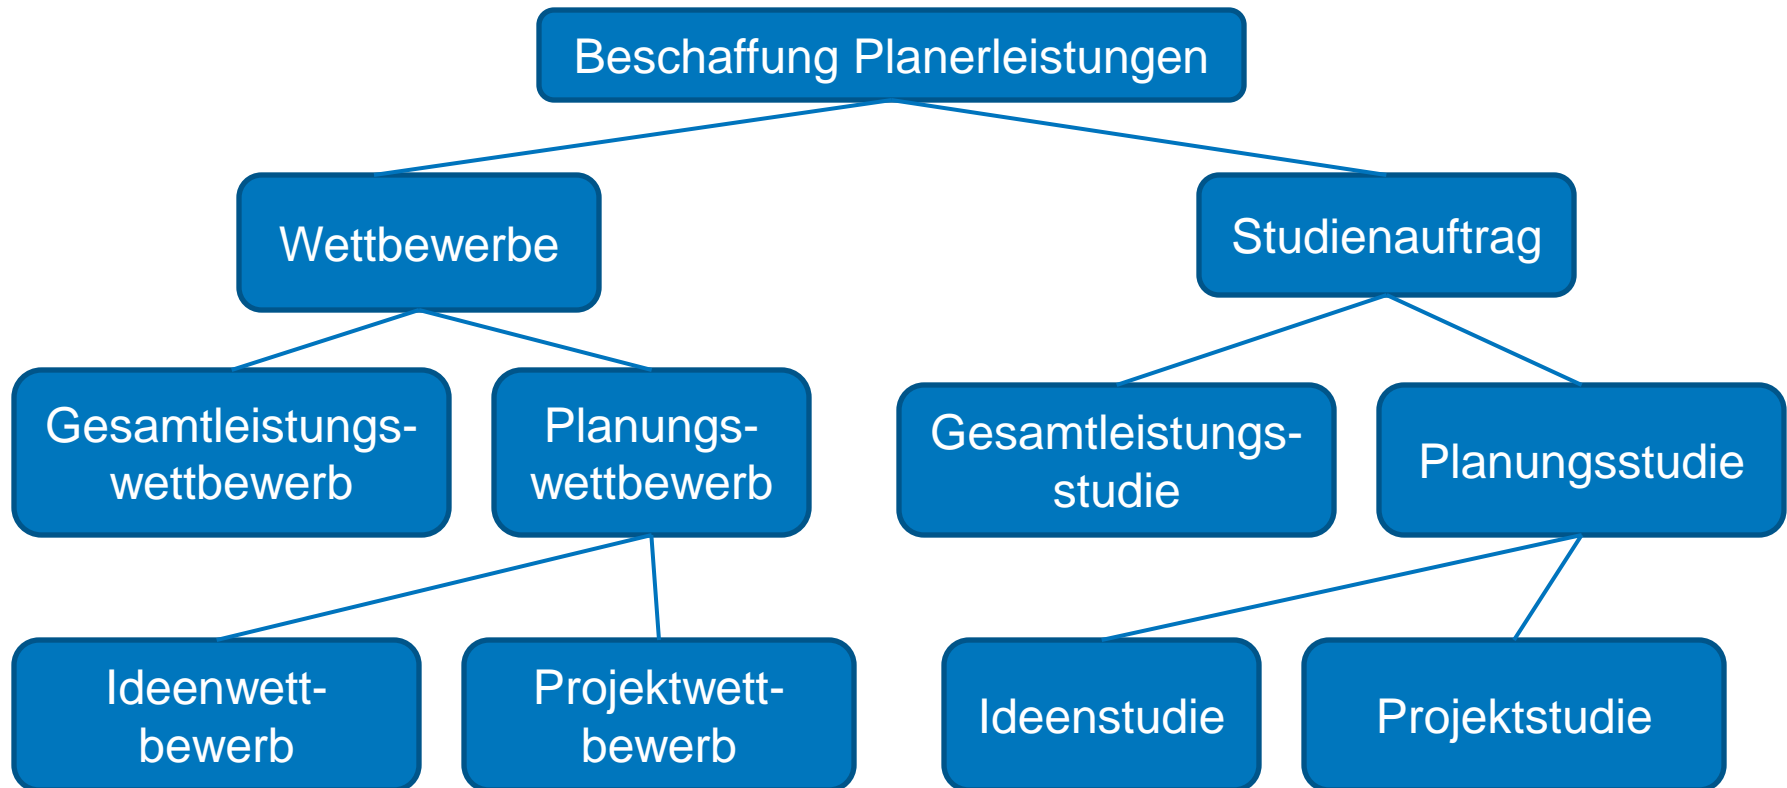 Beschaffung Planerleistungen
Wettbewerbe
Studienauftrag
Gesamtleistungs-
wettbewerb
Planungs-
wettbewerb
Gesamtleistungs-
studie
Planungsstudie
Ideenwett-
bewerb
Projektwett-
bewerb
Ideenstudie
Projektstudie